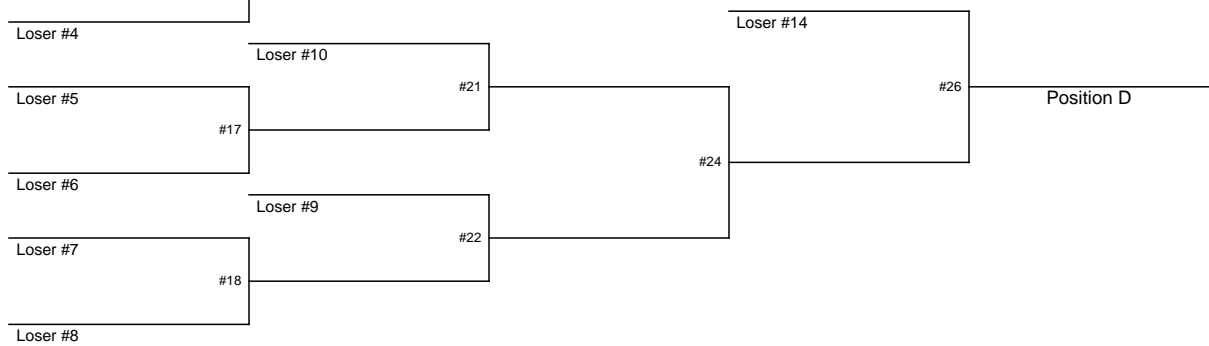 Loser #4
Loser #14
Loser #10
#21
#26
Loser #5
Position D
#17
#24
Loser #6
Loser #9
#22
Loser #7
#18
Loser #8